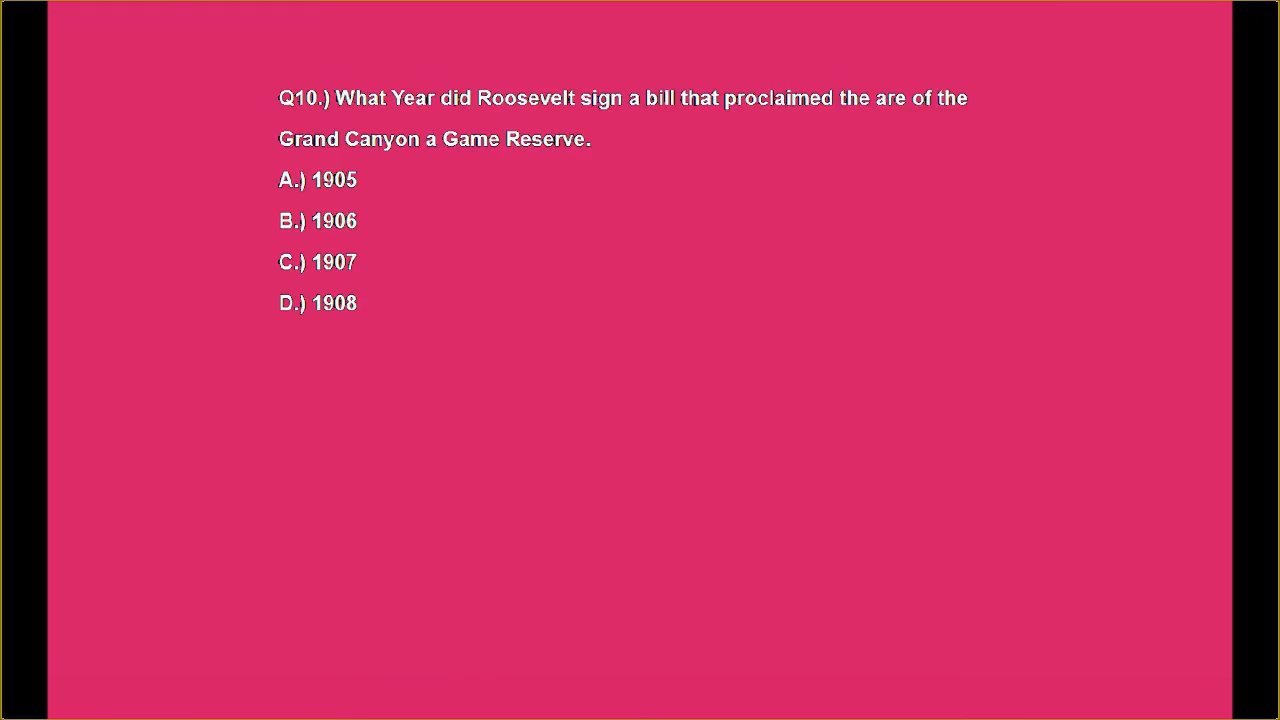 Q10.) What Year did Roosevelt sign a bill that proclaimed the are of the
Grand Canyon a Game Reserve.
A.) 1905
B.) 1906
C.) 1907
D.) 1908